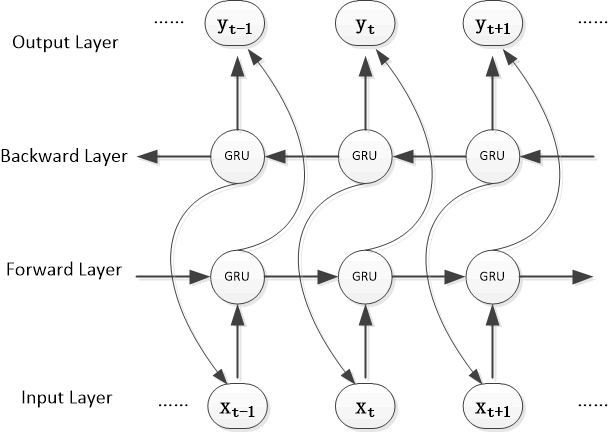 Output Layer ...... yₜ₋₁ yₜ yₜ₊₁ ......
Backward Layer GRU GRU GRU
Forward Layer GRU GRU GRU
Input Layer ...... xₜ₋₁ xₜ xₜ₊₁ ......